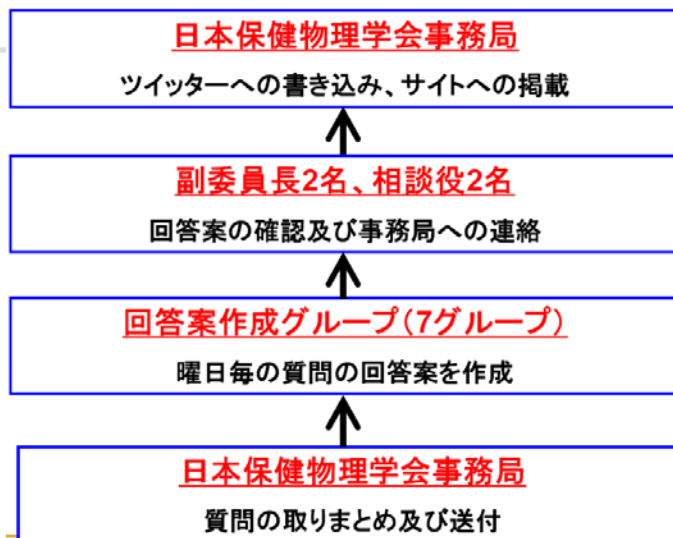 日本保健物理学会事務局
ツイッターへの書き込み、サイトへの掲載
副委員長2名、相談役2名
回答案の確認及び事務局への連絡
回答案作成グループ(7グループ)
曜日毎の質問の回答案を作成
日本保健物理学会事務局
質問の取りまとめ及び送付